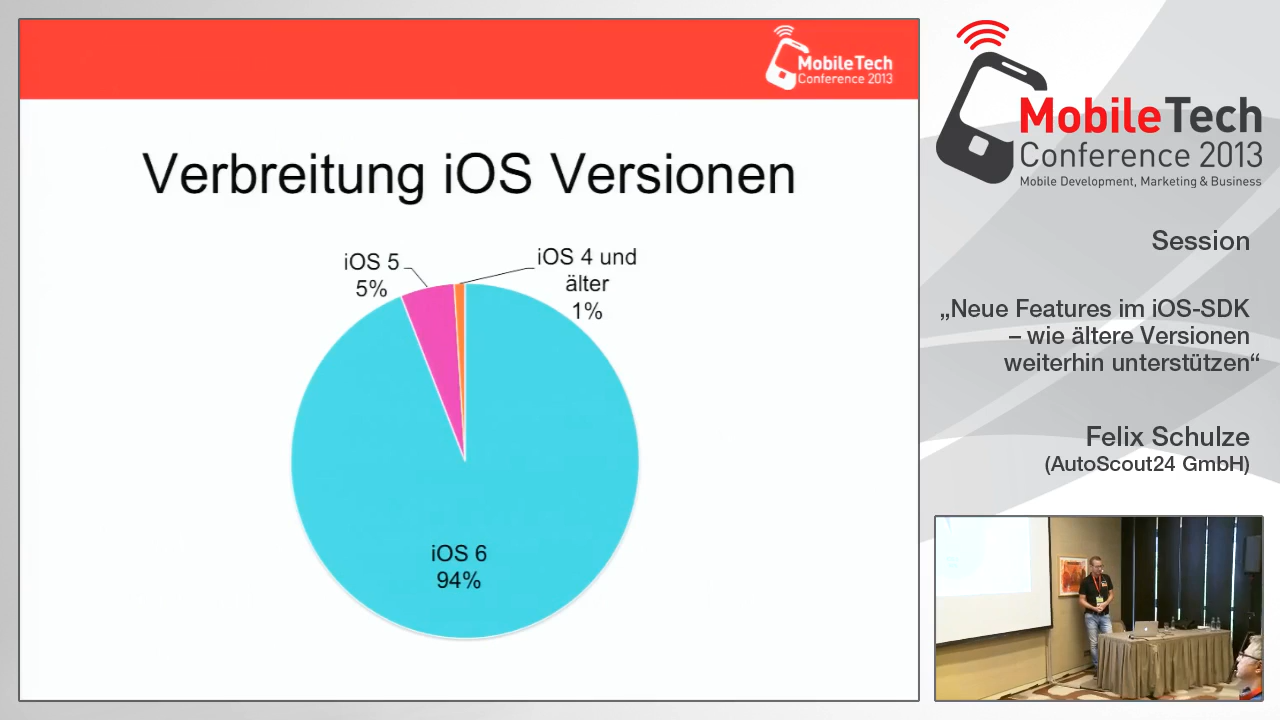 MobileTech
Conference 2013
Verbreitung iOS Versionen
iOS 5
5%
iOS 4 und
älter
1%
iOS 6
94%
MobileTech
Conference 2013
Mobile Development, Marketing & Business
Session
„Neue Features im iOS-SDK
– wie ältere Versionen
weiterhin unterstützen“
Felix Schulze
(AutoScout24 GmbH)